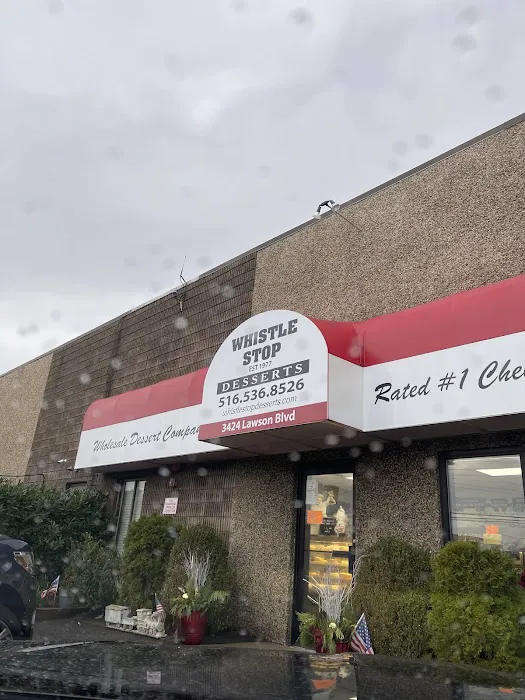 WHISTLE
STOP
EST 1977
DESSERTS
516.536.8526
whistlestopdesserts.com
3424 Lawson Blvd
Wholesale Dessert Compa
Rated #1 Che